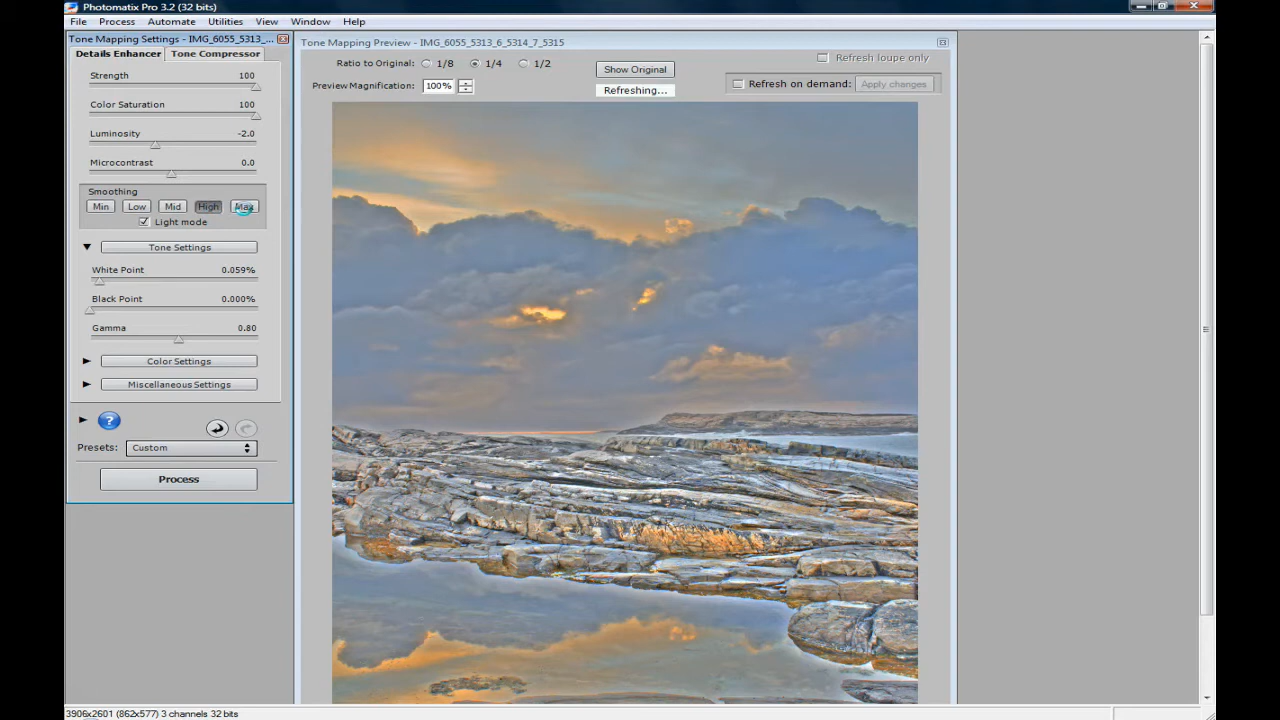 Photomatix Pro 3.2 (32 bits)
File Process Automate Utilities View Window Help
Tone Mapping Settings - IMG_6055_5313_...
Details Enhancer Tone Compressor
Strength 100
Color Saturation 100
Luminosity -2.0
Microcontrast 0.0
Smoothing
Min Low Mid High Max
Light mode
Tone Settings
White Point 0.059%
Black Point 0.000%
Gamma 0.80
Color Settings
Miscellaneous Settings
?
Presets: Custom
Process
Tone Mapping Preview - IMG_6055_5313_6_5314_7_5315
Ratio to Original: 1/8 1/4 1/2
Show Original
Refresh loupe only
Preview Magnification: 100%
Refreshing...
Refresh on demand: Apply changes
3906x2601 (862x577) 3 channels 32 bits